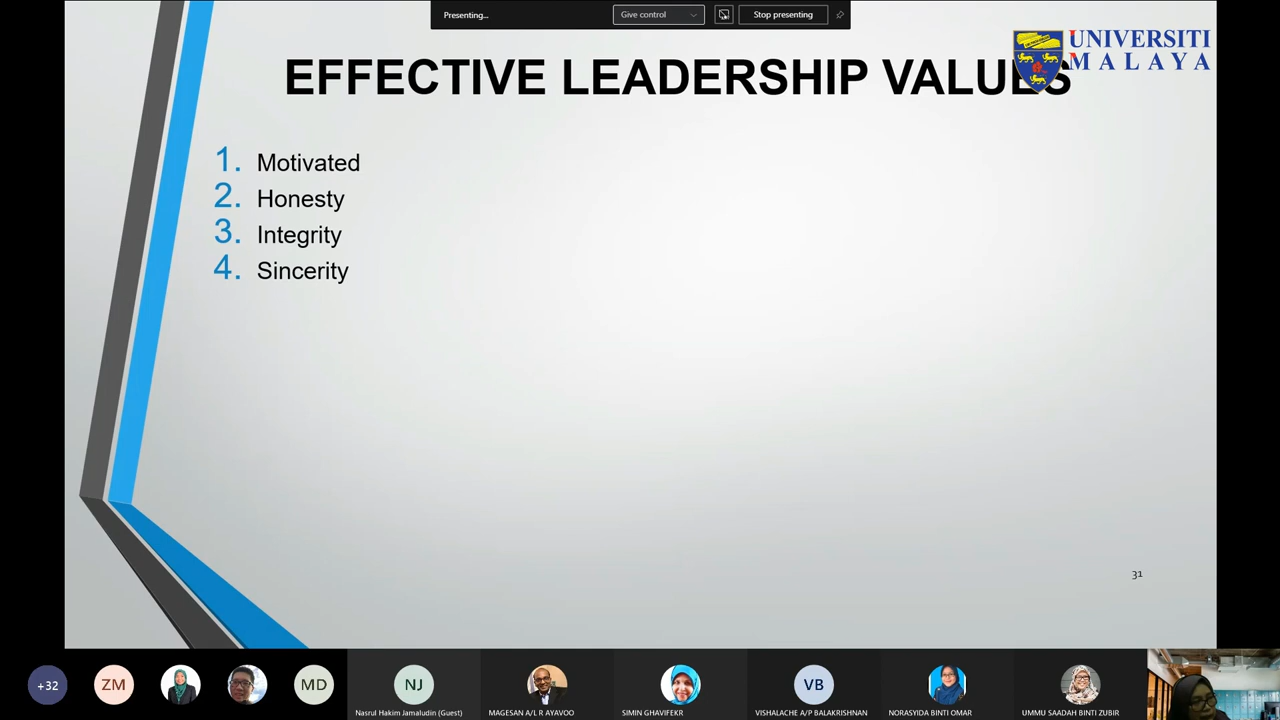 Presenting...
Give control
Stop presenting
UNIVERSITI
MALAYA
EFFECTIVE LEADERSHIP VALUES
1. Motivated
2. Honesty
3. Integrity
4. Sincerity
31
+32
ZM
MD
NJ
VB
Nasrul Hakim Jamaludin (Guest)
MAGESAN A/L R AYAVOO
SIMIN GHAVIFEKR
VISHALACHE A/P BALAKRISHNAN
NORASYIDA BINTI OMAR
UMMU SAADAH BINTI ZUBIR